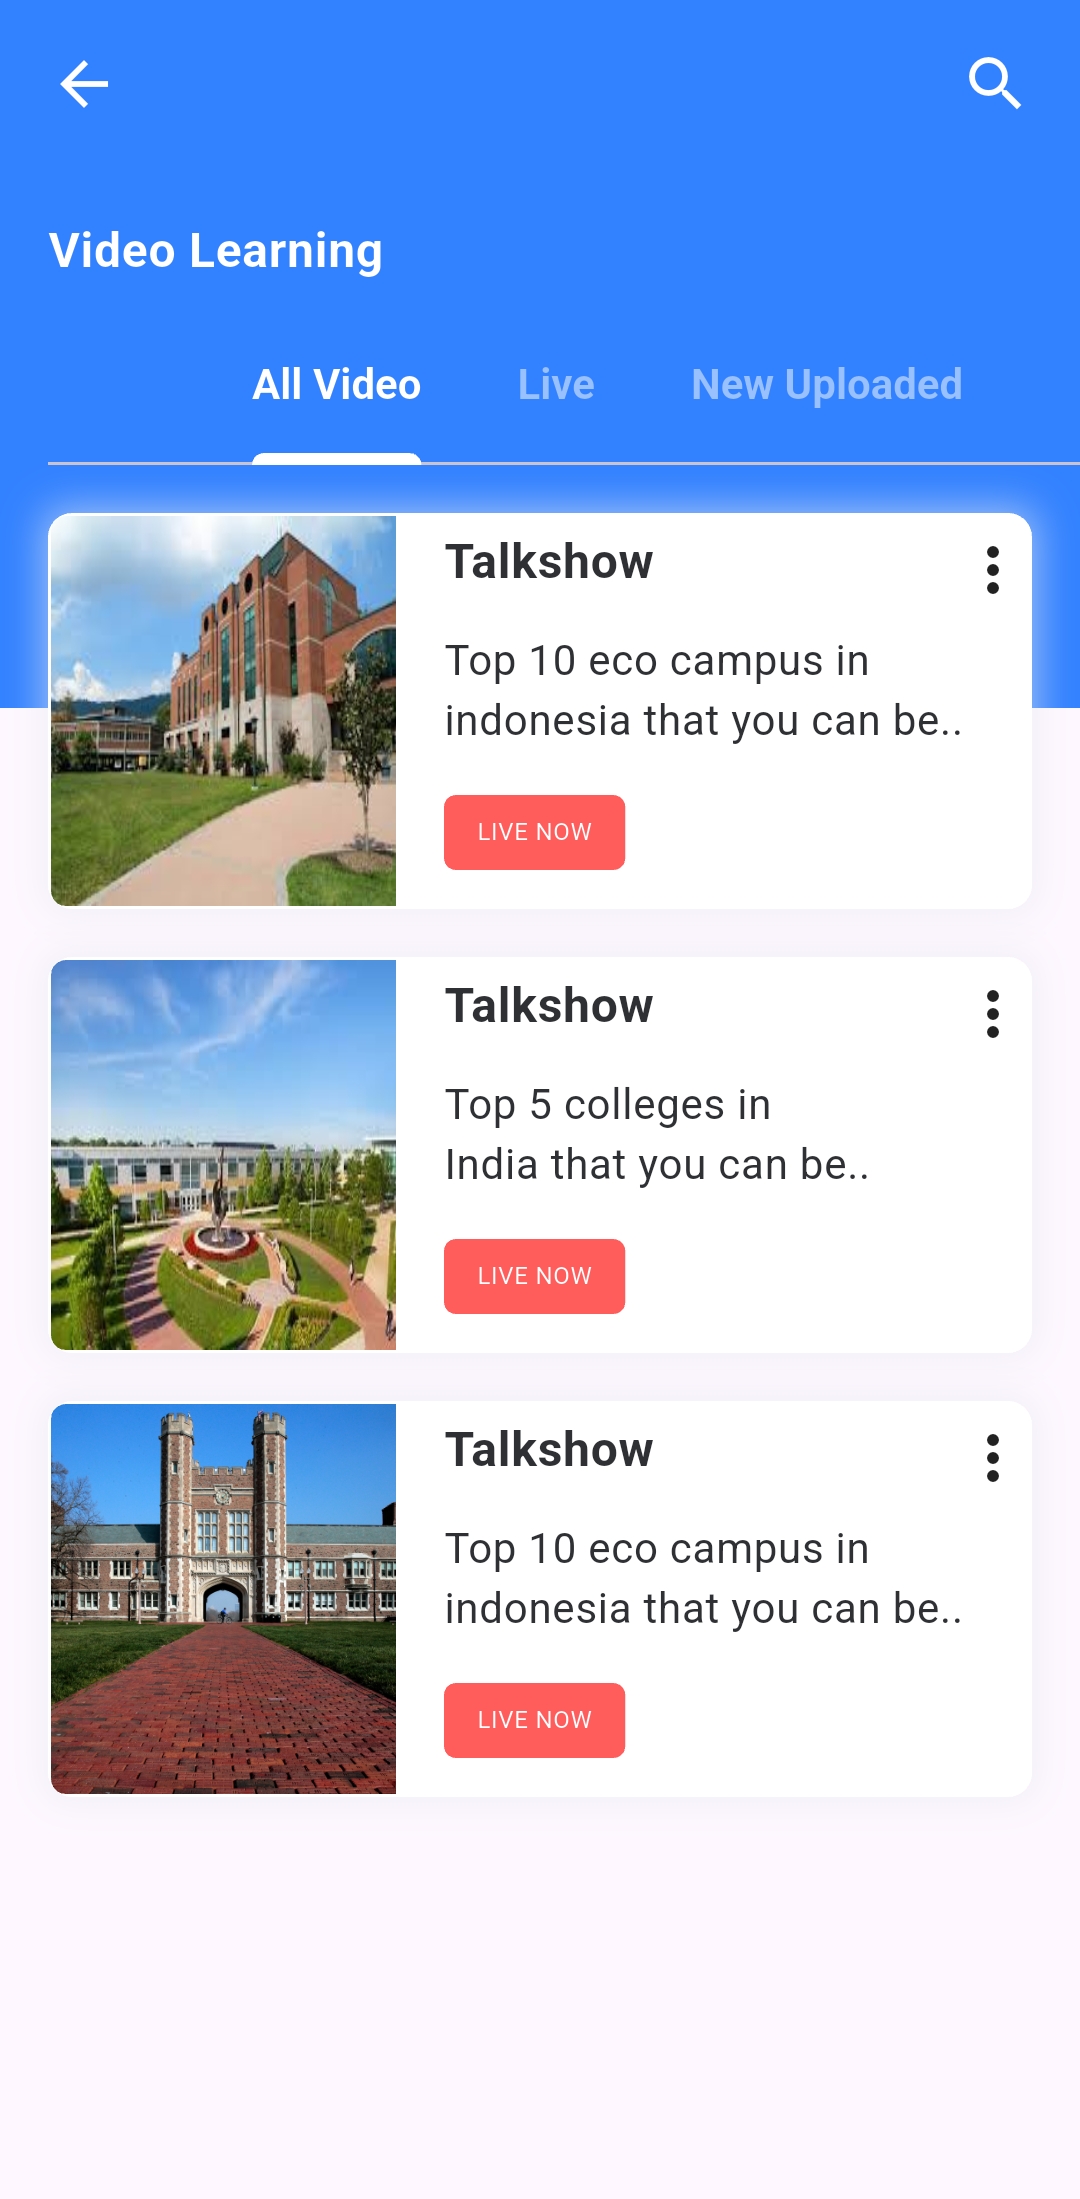 Video Learning
All Video Live New Uploaded
Talkshow
Top 10 eco campus in
indonesia that you can be..
LIVE NOW
Talkshow
Top 5 colleges in
India that you can be..
LIVE NOW
Talkshow
Top 10 eco campus in
indonesia that you can be..
LIVE NOW